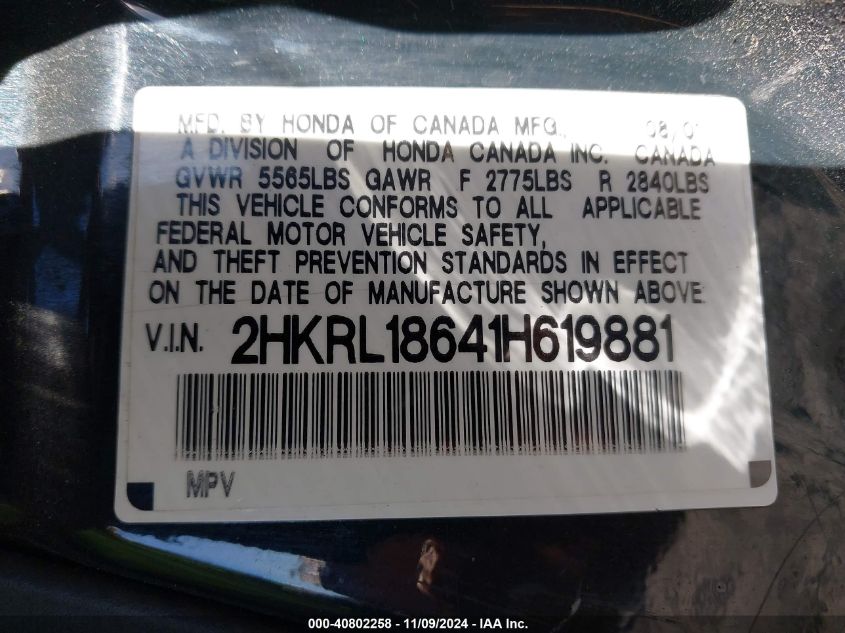 MFD. BY HONDA OF CANADA MFG., 08/0
A DIVISION OF HONDA CANADA INC. CANADA
GVWR 5565LBS GAWR F 2775LBS R 2840LBS
THIS VEHICLE CONFORMS TO ALL APPLICABLE
FEDERAL MOTOR VEHICLE SAFETY,
AND THEFT PREVENTION STANDARDS IN EFFECT
ON THE DATE OF MANUFACTURE SHOWN ABOVE.
V.I.N. 2HKRL18641H619881
MPV
000-40802258 - 11/09/2024 - IAA Inc.